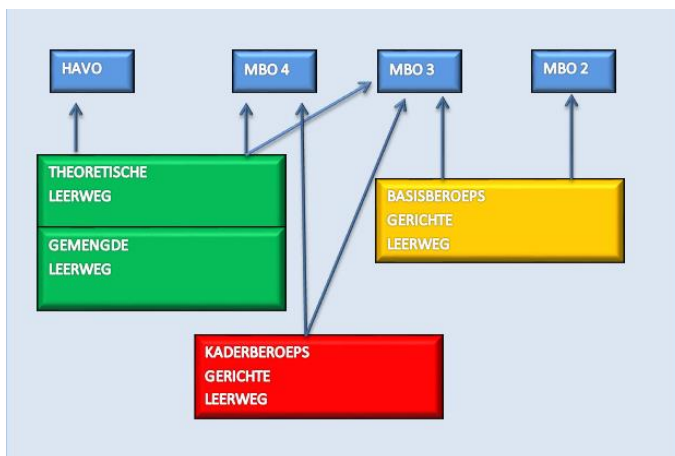 HAVO
MBO 4
MBO 3
MBO 2
THEORETISCHE
LEERWEG
GEMENGDE
LEERWEG
BASISBEROEPS
GERICHTE
LEERWEG
KADERBEROEPS
GERICHTE
LEERWEG